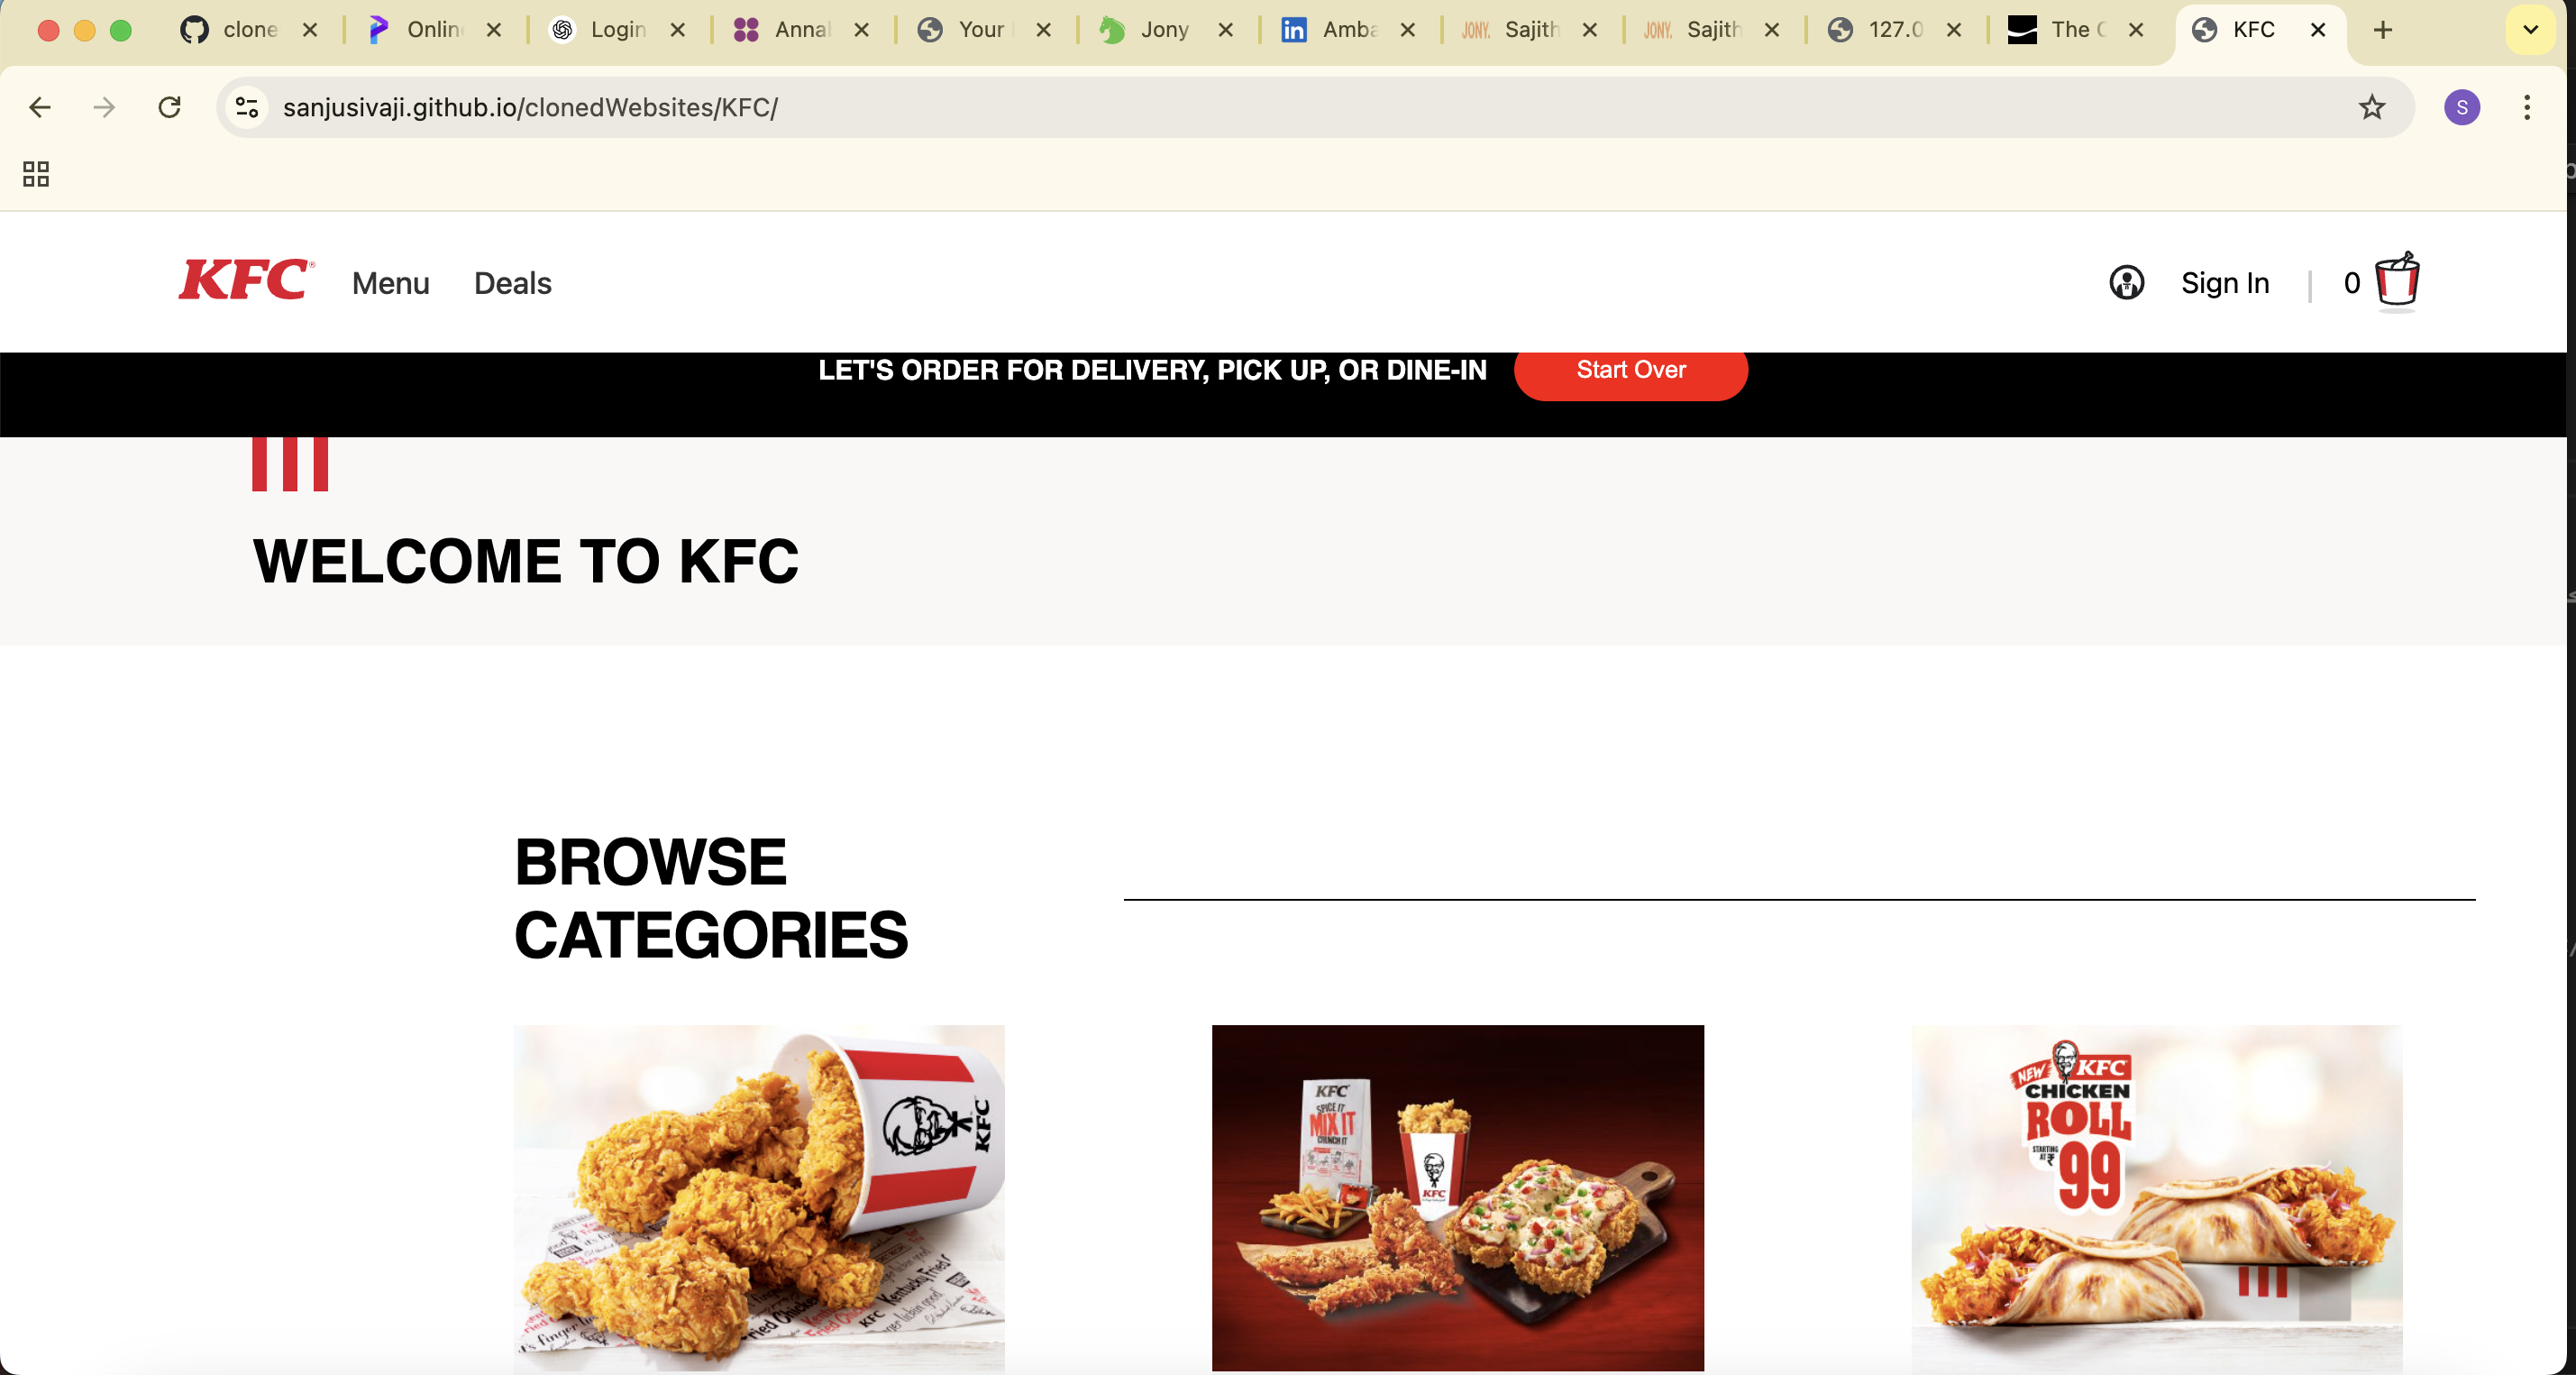 clone
Onlin
Login
Annal
Your
Jony
Amba
JONY.
Sajith
JONY.
Sajith
127.0
The C
KFC
sanjusivaji.github.io/clonedWebsites/KFC/
S
KFC
Menu
Deals
Sign In
0
LET'S ORDER FOR DELIVERY, PICK UP, OR DINE-IN
Start Over
WELCOME TO KFC
BROWSE
CATEGORIES
KFC
Kentucky Fried
KFC
SPICE IT
MIX IT
CRUNCH IT
KFC
NEW KFC
CHICKEN
ROLL
STARTING
AT ₹
99